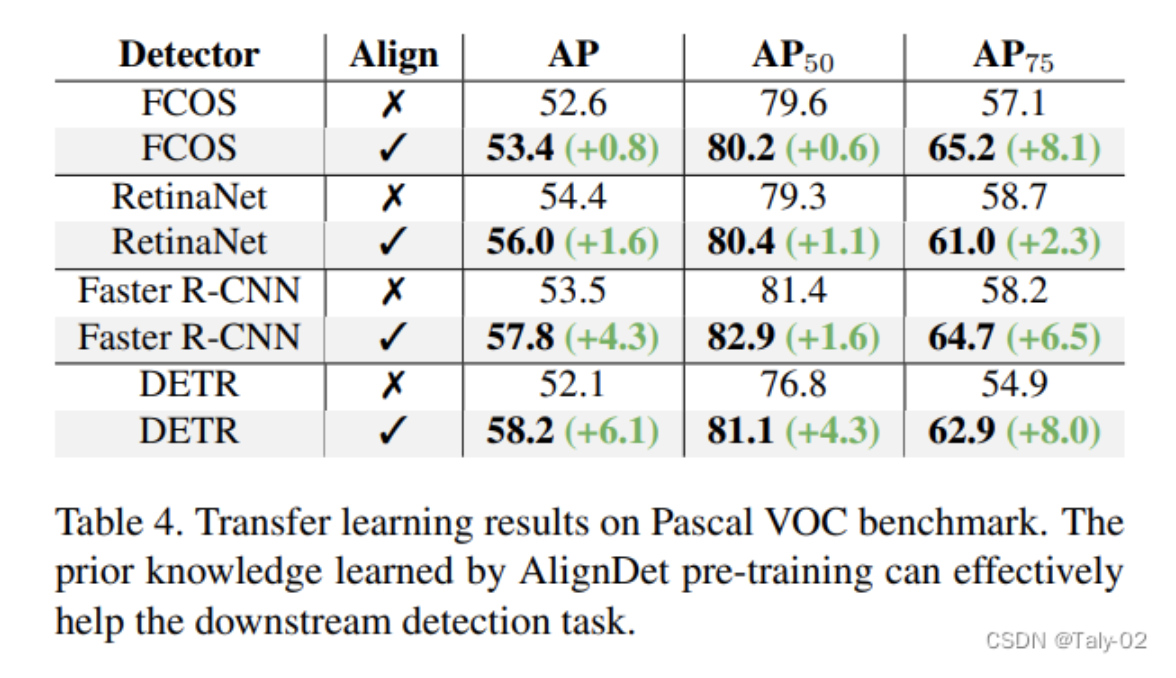 Detector Align AP AP50 AP75
FCOS ✗ 52.6 79.6 57.1
FCOS ✓ 53.4 (+0.8) 80.2 (+0.6) 65.2 (+8.1)
RetinaNet ✗ 54.4 79.3 58.7
RetinaNet ✓ 56.0 (+1.6) 80.4 (+1.1) 61.0 (+2.3)
Faster R-CNN ✗ 53.5 81.4 58.2
Faster R-CNN ✓ 57.8 (+4.3) 82.9 (+1.6) 64.7 (+6.5)
DETR ✗ 52.1 76.8 54.9
DETR ✓ 58.2 (+6.1) 81.1 (+4.3) 62.9 (+8.0)
Table 4. Transfer learning results on Pascal VOC benchmark. The
prior knowledge learned by AlignDet pre-training can effectively
help the downstream detection task.
CSDN @Taly-02